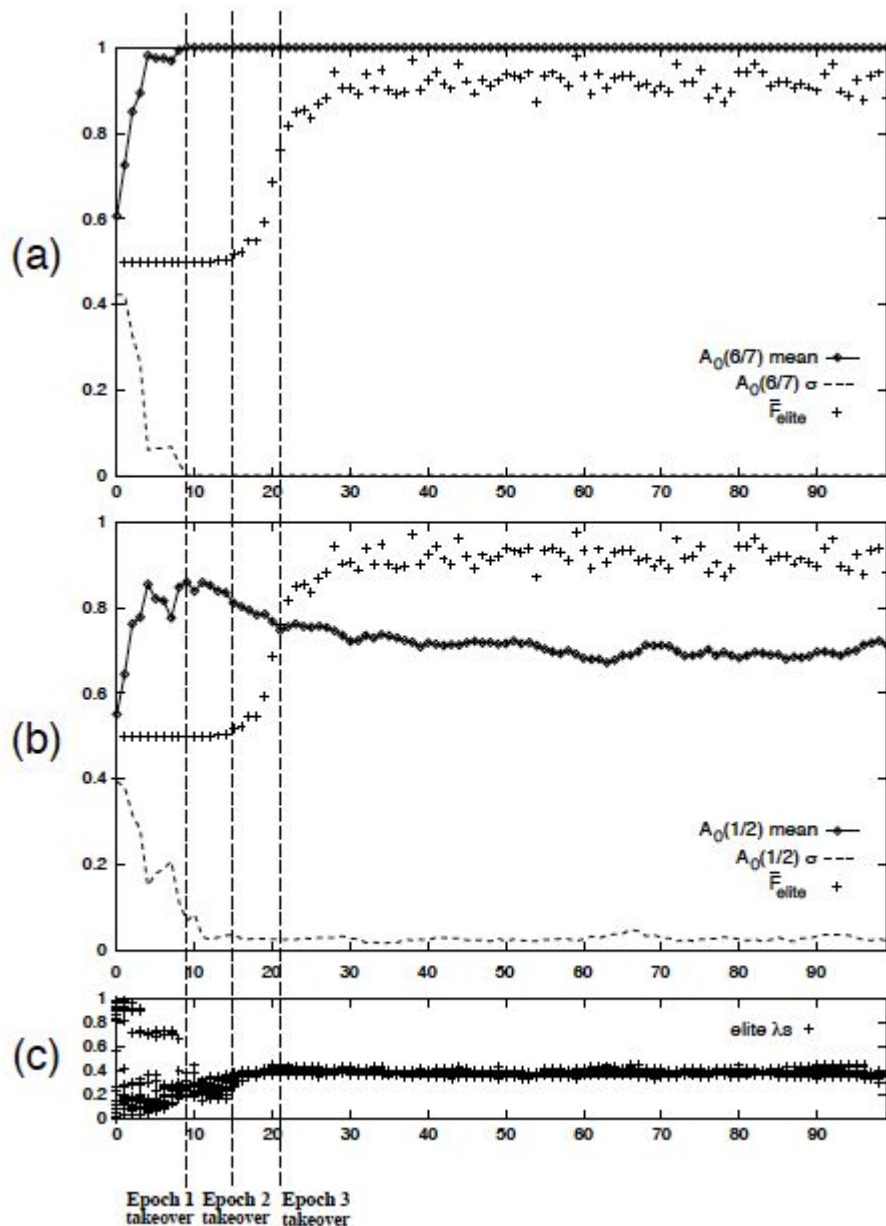 (a)
1
0.8
0.6
0.4
0.2
0
A0(6/7) mean
A0(6/7) σ
F̄elite
0 10 20 30 40 50 60 70 80 90
(b)
1
0.8
0.6
0.4
0.2
0
A0(1/2) mean
A0(1/2) σ
F̄elite
0 10 20 30 40 50 60 70 80 90
(c)
1
0.8
0.6
0.4
0.2
0
elite λs
0 10 20 30 40 50 60 70 80 90
Epoch 1 Epoch 2 Epoch 3
takeover takeover takeover